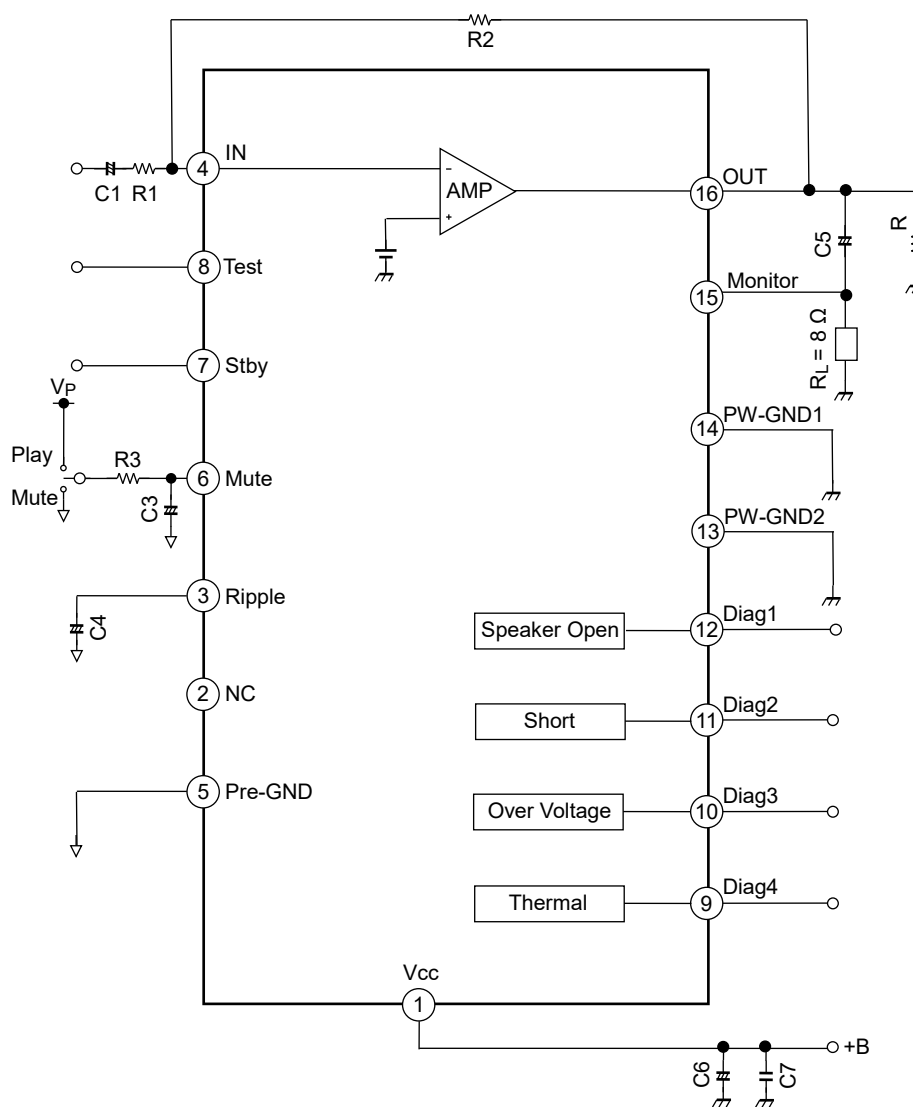 R2
4 IN
C1 R1
AMP
−
+
16 OUT
C5
R
8 Test
15 Monitor
RL = 8 Ω
7 Stby
VP
Play
Mute
R3
6 Mute
C3
14 PW-GND1
13 PW-GND2
3 Ripple
C4
Speaker Open 12 Diag1
2 NC
Short 11 Diag2
5 Pre-GND
Over Voltage 10 Diag3
Thermal 9 Diag4
Vcc
1
+B
C6
C7